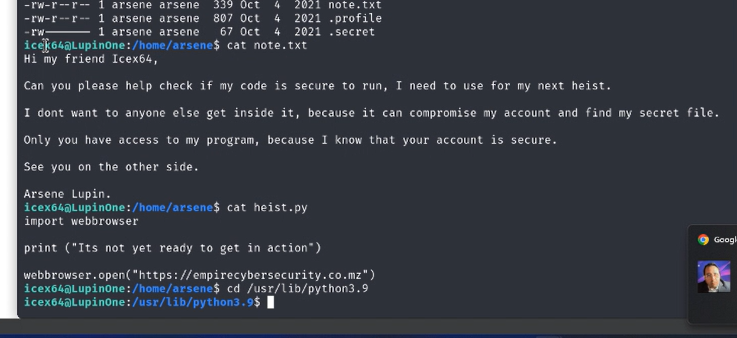 -rw-r--r-- 1 arsene arsene  339 Oct  4  2021 note.txt
-rw-r--r-- 1 arsene arsene  807 Oct  4  2021 .profile
-rw------- 1 arsene arsene   67 Oct  4  2021 .secret
icex64@LupinOne:/home/arsene$ cat note.txt
Hi my friend Icex64,
Can you please help check if my code is secure to run, I need to use for my next heist.
I dont want to anyone else get inside it, because it can compromise my account and find my secret file.
Only you have access to my program, because I know that your account is secure.
See you on the other side.
Arsene Lupin.
icex64@LupinOne:/home/arsene$ cat heist.py
import webbrowser
print ("Its not yet ready to get in action")
webbrowser.open("https://empirecybersecurity.co.mz")
icex64@LupinOne:/home/arsene$ cd /usr/lib/python3.9
icex64@LupinOne:/usr/lib/python3.9$